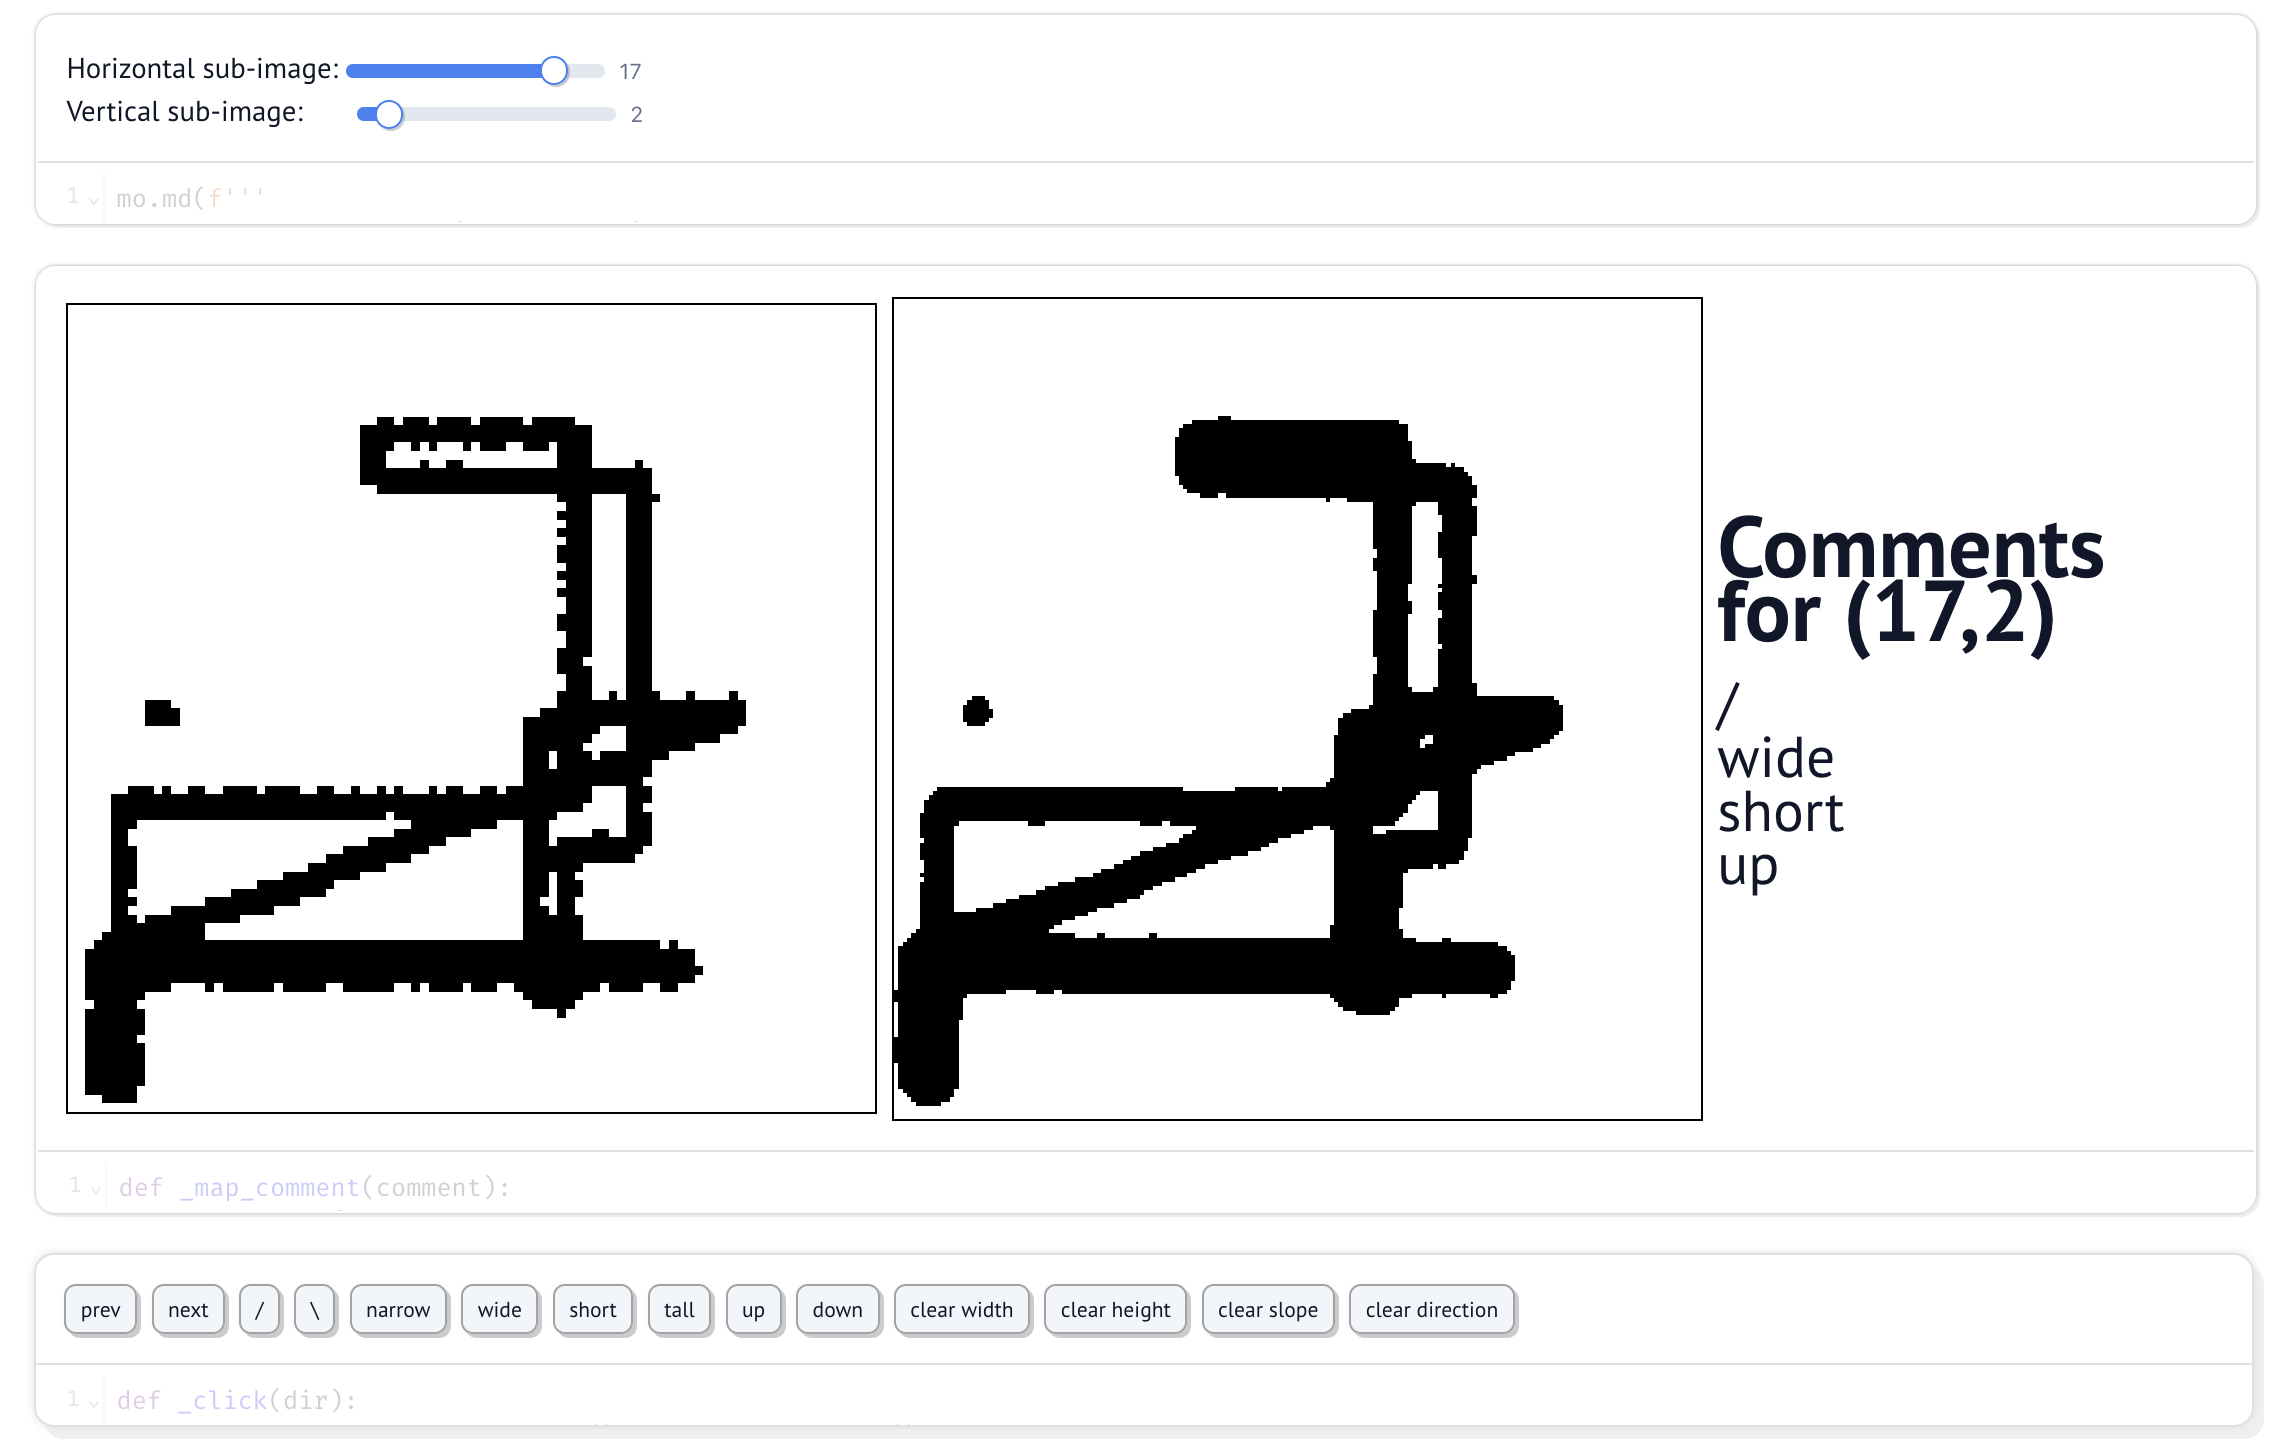 Horizontal sub-image: 17
Vertical sub-image: 2
1 mo.md(f'''
Comments
for (17,2)
/
wide
short
up
1 def _map_comment(comment):
prev next / \ narrow wide short tall up down clear width clear height clear slope clear direction
1 def _click(dir):